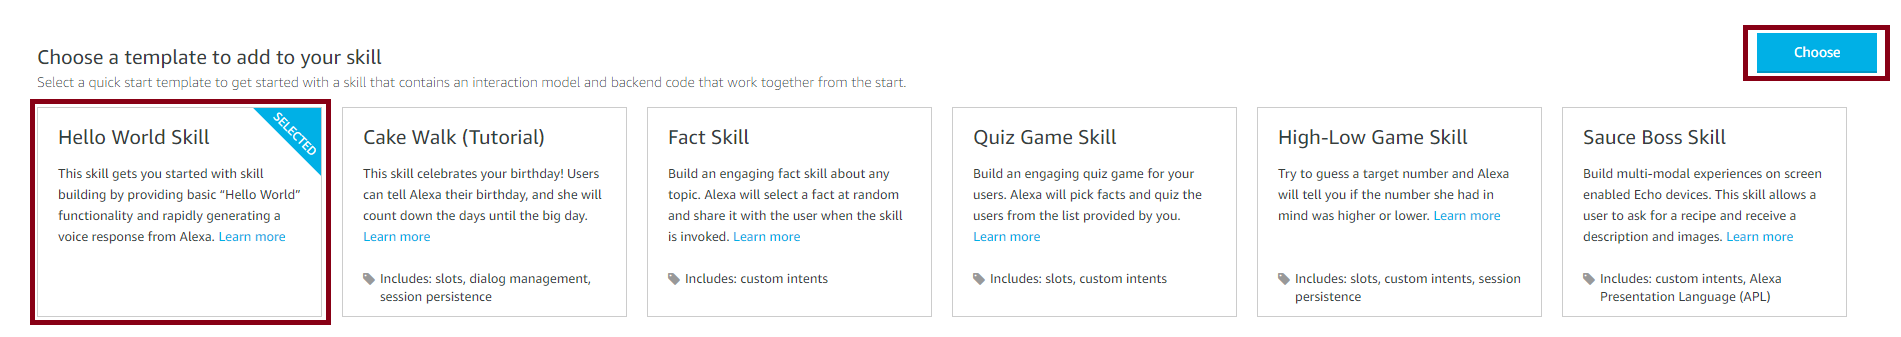 Choose a template to add to your skill
Choose
Select a quick start template to get started with a skill that contains an interaction model and backend code that work together from the start.
Hello World Skill
SELECTED
This skill gets you started with skill
building by providing basic “Hello World”
functionality and rapidly generating a
voice response from Alexa. Learn more
Cake Walk (Tutorial)
This skill celebrates your birthday! Users
can tell Alexa their birthday, and she will
count down the days until the big day.
Learn more
Includes: slots, dialog management,
session persistence
Fact Skill
Build an engaging fact skill about any
topic. Alexa will select a fact at random
and share it with the user when the skill
is invoked. Learn more
Includes: custom intents
Quiz Game Skill
Build an engaging quiz game for your
users. Alexa will pick facts and quiz the
users from the list provided by you.
Learn more
Includes: slots, custom intents
High-Low Game Skill
Try to guess a target number and Alexa
will tell you if the number she had in
mind was higher or lower. Learn more
Includes: slots, custom intents, session
persistence
Sauce Boss Skill
Build multi-modal experiences on screen
enabled Echo devices. This skill allows a
user to ask for a recipe and receive a
description and images. Learn more
Includes: custom intents, Alexa
Presentation Language (APL)